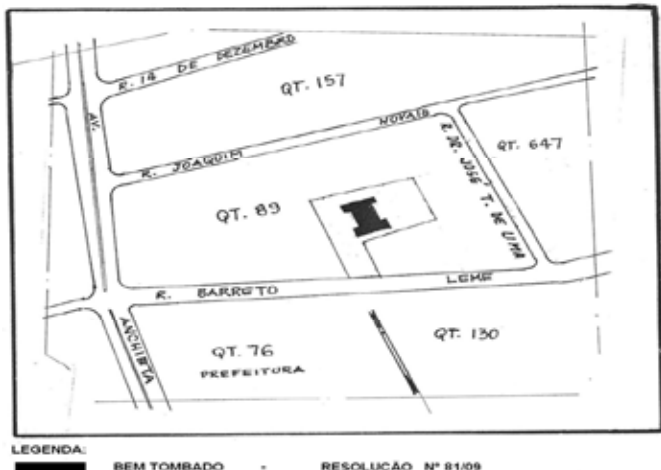 R. 14 DE DEZEMBRO
QT. 157
AV.
R. JOAQUIM NOVAIS
R. DR. JOSÉ T. DE LIMA
QT. 647
QT. 89
R. BARRETO LEME
ANCHIETA
QT. 76
PREFEITURA
QT. 130
LEGENDA:
BEM TOMBADO - RESOLUÇÃO Nº 81/09